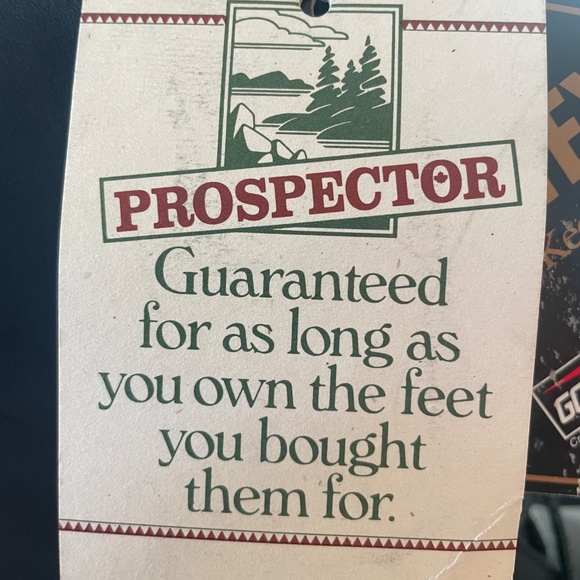 PROSPECTOR
Guaranteed
for as long as
you own the feet
you bought
them for.